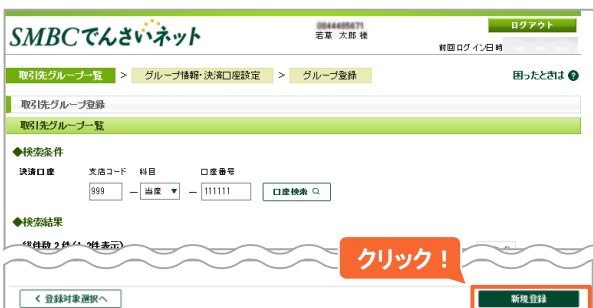 SMBCでんさいネット
0844405671
若草 太郎 様
ログアウト
前回ログイン日時
取引先グループ一覧 > グループ情報・決済口座設定 > グループ登録
困ったときは ?
取引先グループ登録
取引先グループ一覧
◆検索条件
決済口座 支店コード 科目 口座番号
999 － 当座 ▼ － 111111 口座検索
◆検索結果
クリック！
< 登録対象選択へ
新規登録